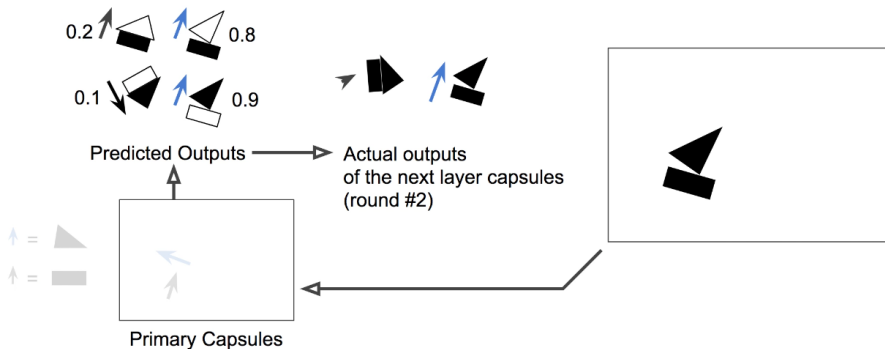 0.2
0.8
0.1
0.9
Predicted Outputs
Actual outputs
of the next layer capsules
(round #2)
=
=
Primary Capsules